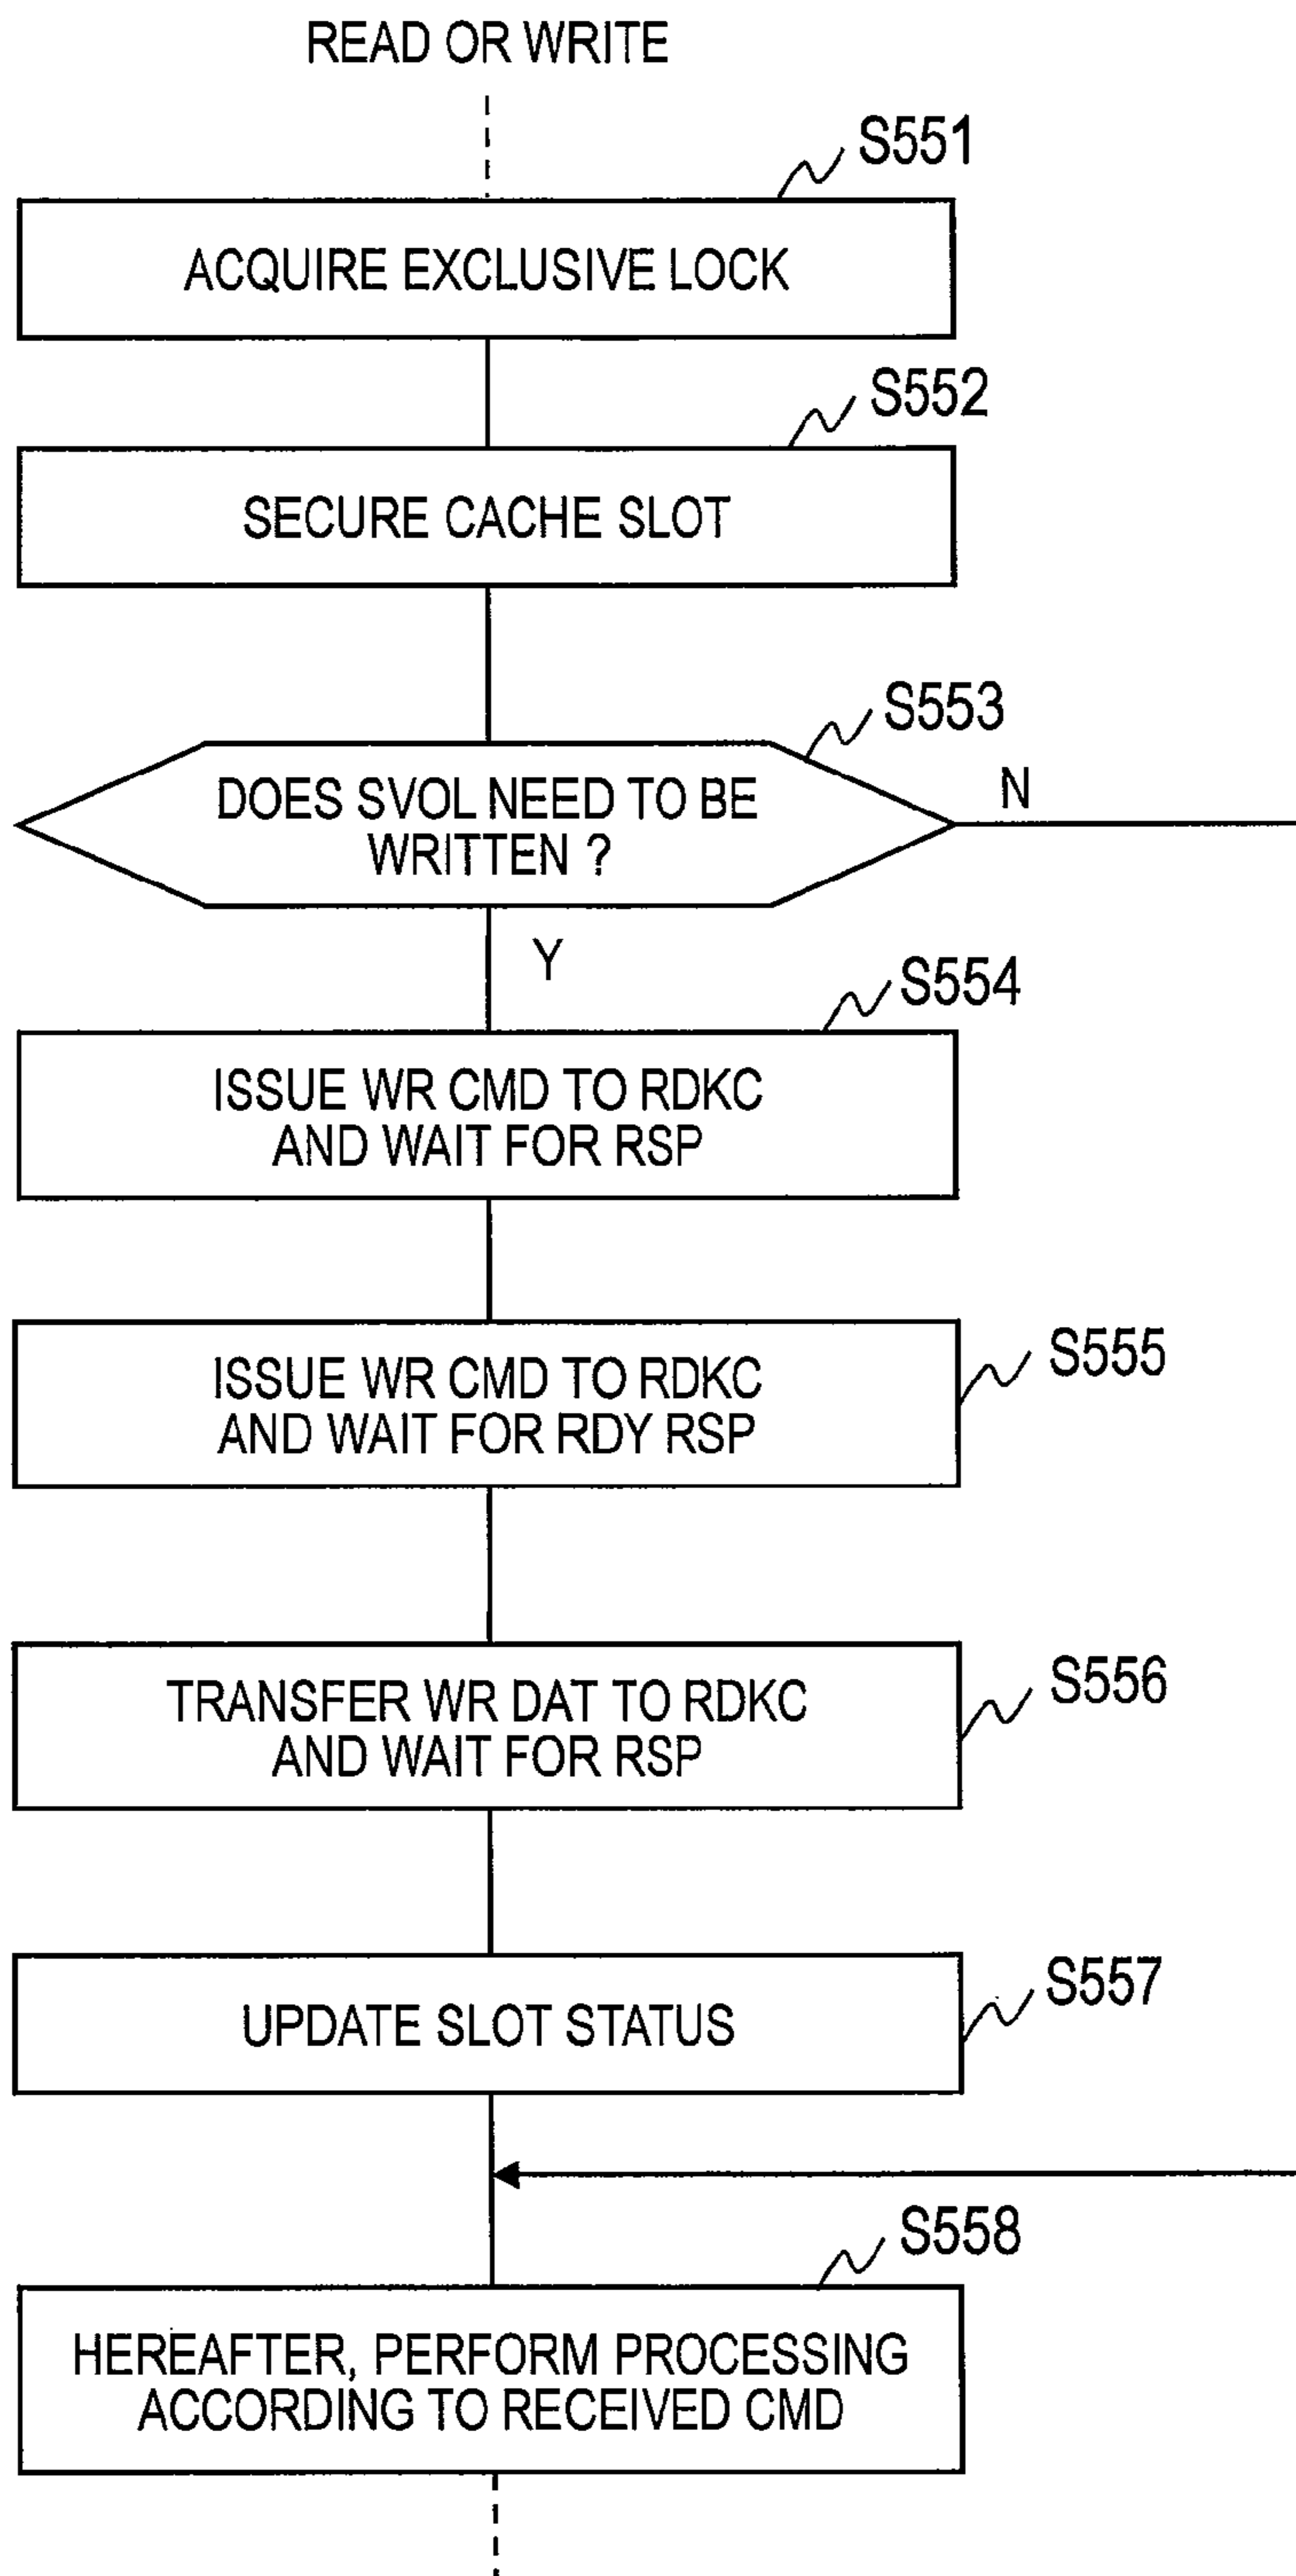 READ OR WRITE
S551
ACQUIRE EXCLUSIVE LOCK
S552
SECURE CACHE SLOT
S553
DOES SVOL NEED TO BE
WRITTEN ?
N
Y
S554
ISSUE WR CMD TO RDKC
AND WAIT FOR RSP
S555
ISSUE WR CMD TO RDKC
AND WAIT FOR RDY RSP
S556
TRANSFER WR DAT TO RDKC
AND WAIT FOR RSP
S557
UPDATE SLOT STATUS
S558
HEREAFTER, PERFORM PROCESSING
ACCORDING TO RECEIVED CMD